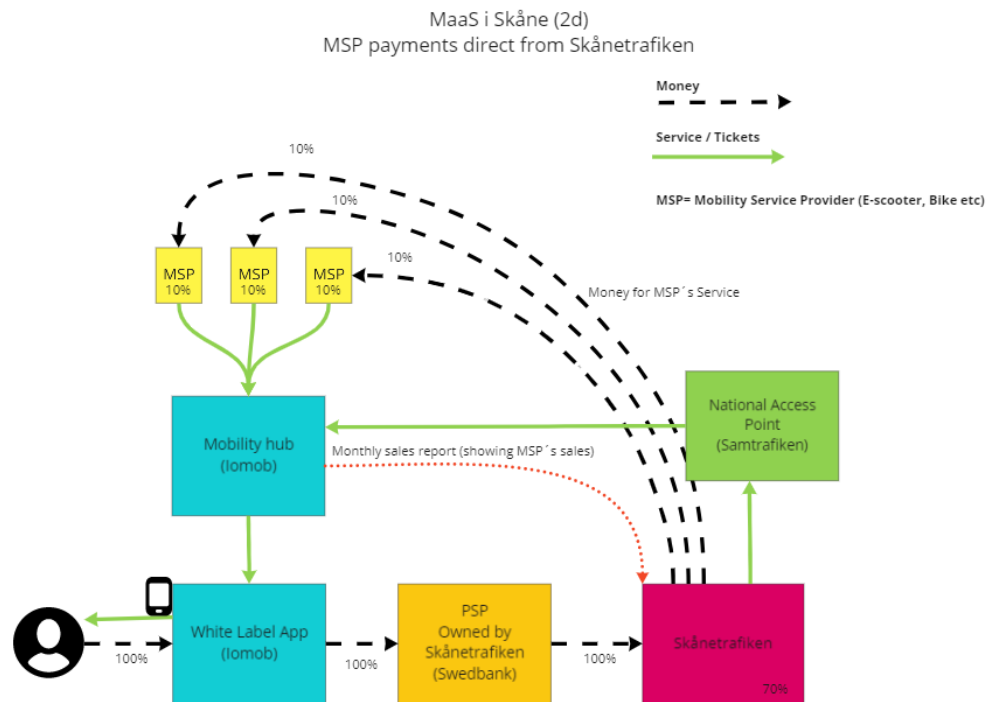 MaaS i Skåne (2d)
MSP payments direct from Skånetrafiken
Money
Service / Tickets
MSP= Mobility Service Provider (E-scooter, Bike etc)
10%
10%
10%
MSP
10%
MSP
10%
MSP
10%
Money for MSP´s Service
National Access
Point
(Samtrafiken)
Mobility hub
(Iomob)
Monthly sales report (showing MSP´s sales)
White Label App
(Iomob)
PSP
Owned by
Skånetrafiken
(Swedbank)
Skånetrafiken
70%
100%
100%
100%